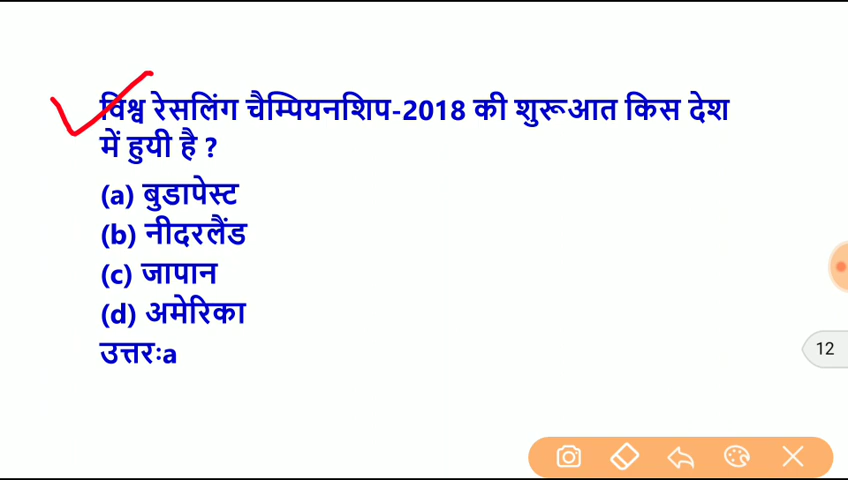 विश्व रेसलिंग चैम्पियनशिप-2018 की शुरूआत किस देश
में हुयी है ?
(a) बुडापेस्ट
(b) नीदरलैंड
(c) जापान
(d) अमेरिका
उत्तरःa
12